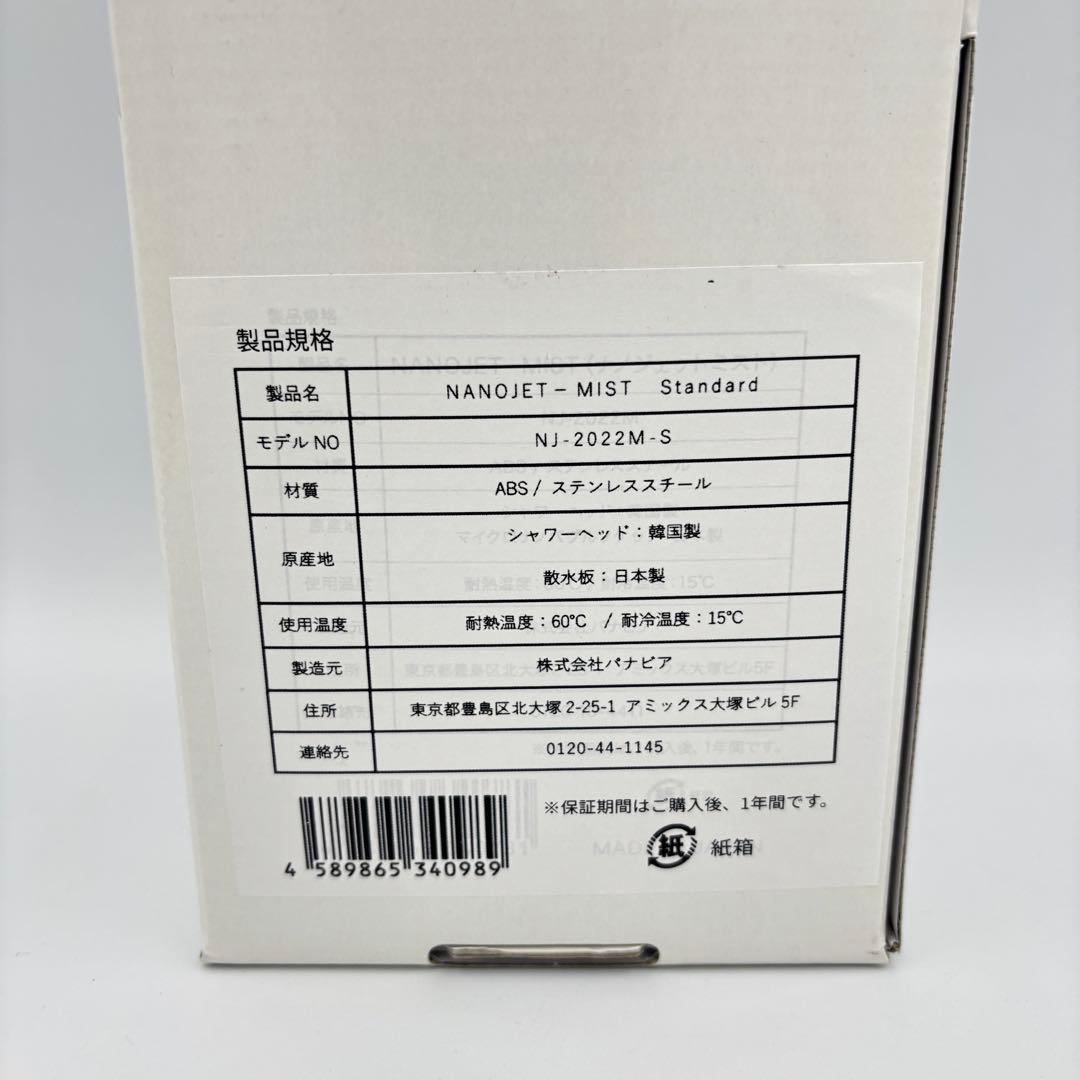 製品規格
製品名 NANOJET－MIST Standard
モデルNO NJ-2022M-S
材質 ABS / ステンレススチール
原産地 シャワーヘッド：韓国製
散水板：日本製
使用温度 耐熱温度：60℃ / 耐冷温度：15℃
製造元 株式会社パナビア
住所 東京都豊島区北大塚2-25-1 アミックス大塚ビル5F
連絡先 0120-44-1145
※保証期間はご購入後、1年間です。
紙 紙箱
4 589865 340989